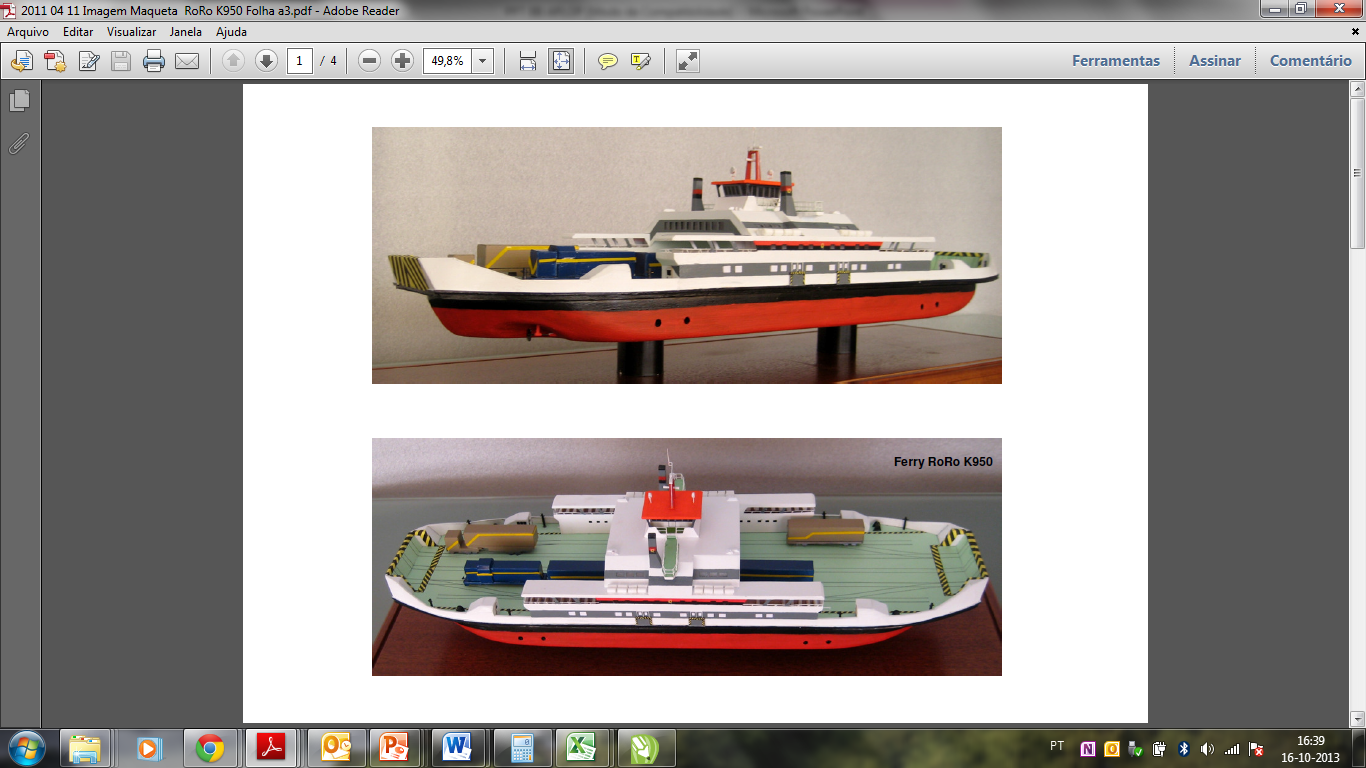 2011 04 11 Imagem Maqueta  RoRo K950 Folha a3.pdf - Adobe Reader
Arquivo Editar Visualizar Janela Ajuda
1 / 4 49,8% Ferramentas Assinar Comentário
Ferry RoRo K950
PT 16:39
16-10-2013